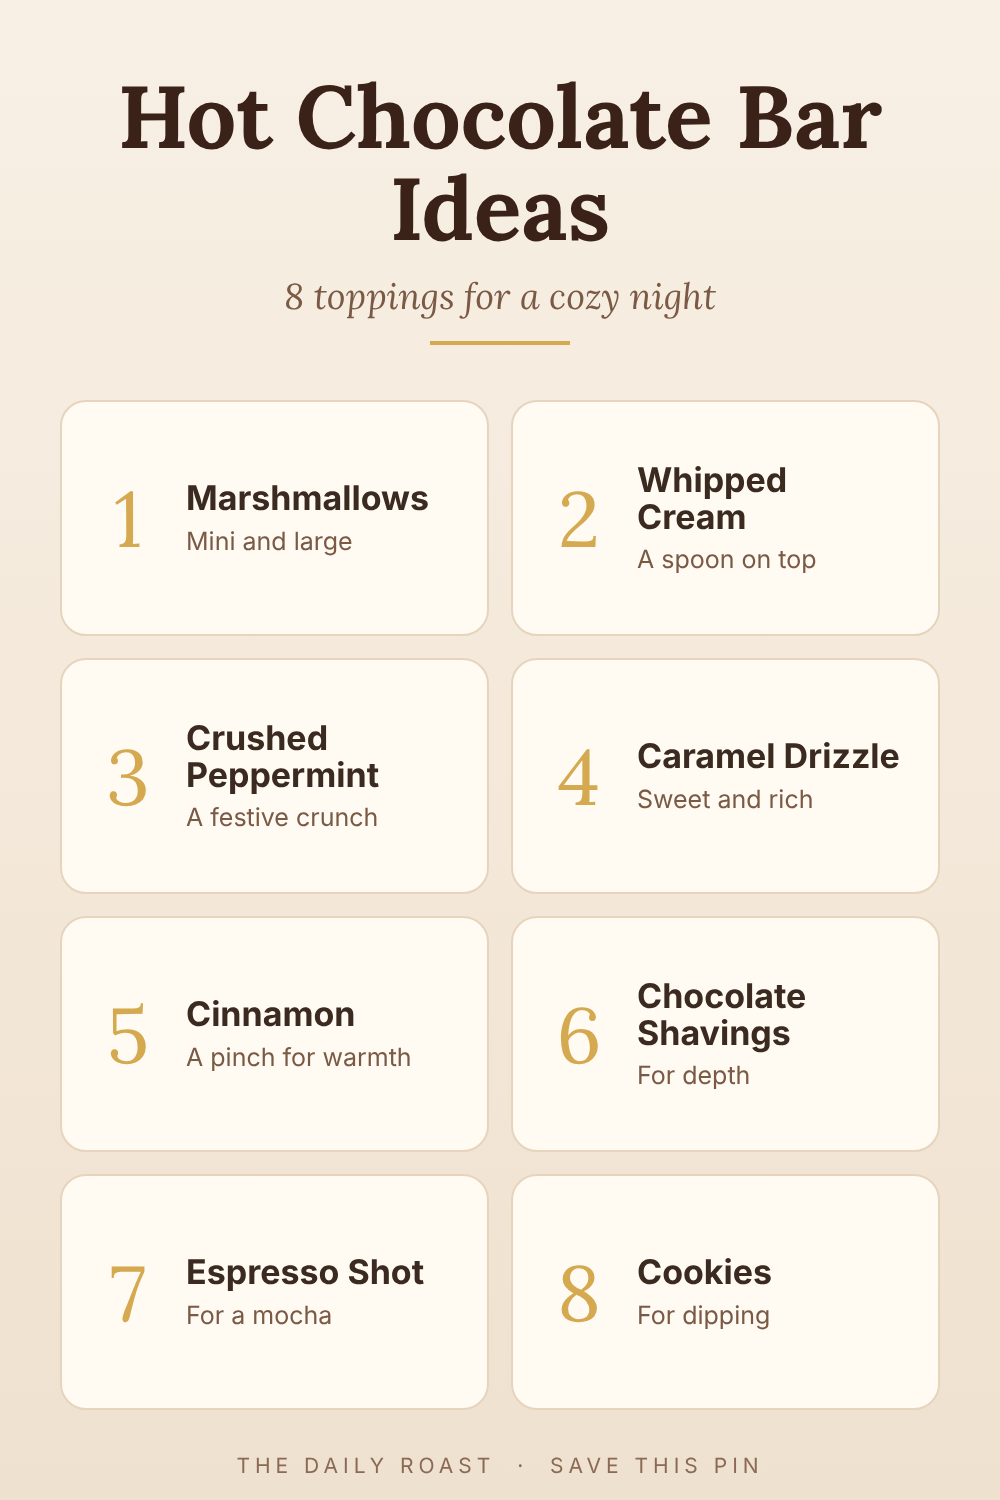 Hot Chocolate Bar
Ideas
8 toppings for a cozy night
1
Marshmallows
Mini and large
2
Whipped
Cream
A spoon on top
3
Crushed
Peppermint
A festive crunch
4
Caramel Drizzle
Sweet and rich
5
Cinnamon
A pinch for warmth
6
Chocolate
Shavings
For depth
7
Espresso Shot
For a mocha
8
Cookies
For dipping
THE DAILY ROAST · SAVE THIS PIN